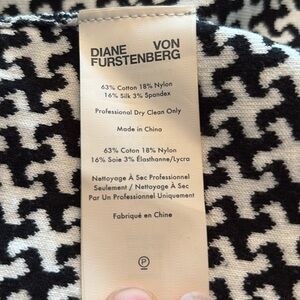 DIANE VON
FURSTENBERG
63% Cotton 18% Nylon
16% Silk 3% Spandex
Professional Dry Clean Only
Made in China
63% Coton 18% Nylon
16% Soie 3% Élasthanne/Lycra
Nettoyage À Sec Professionnel
Seulement / Nettoyage À Sec
Par Un Professionnel Uniquement
Fabriqué en Chine
P